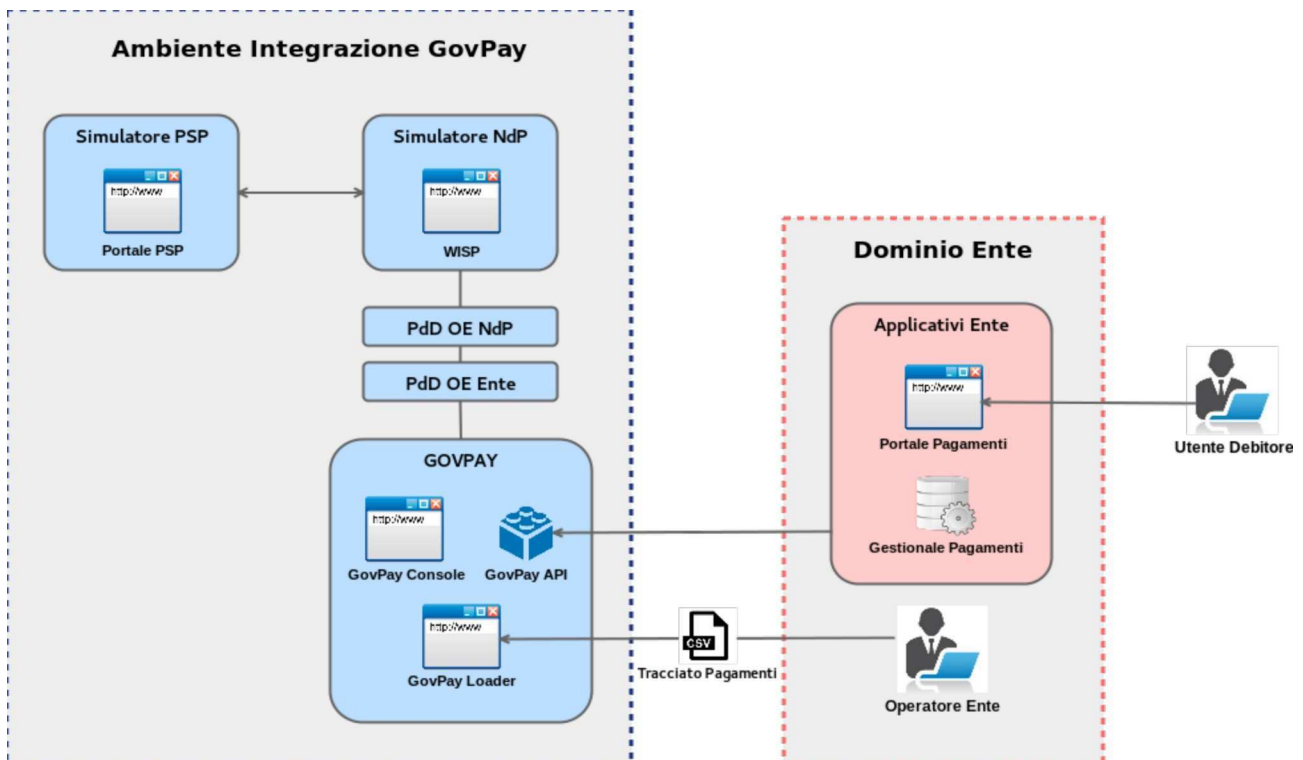 Ambiente Integrazione GovPay
Simulatore PSP
http://www
Portale PSP
Simulatore NdP
http://www
WISP
PdD OE NdP
PdD OE Ente
GOVPAY
http://www
GovPay Console
GovPay API
http://www
GovPay Loader
CSV
Tracciato Pagamenti
Dominio Ente
Applicativi Ente
http://www
Portale Pagamenti
Gestionale Pagamenti
Operatore Ente
Utente Debitore